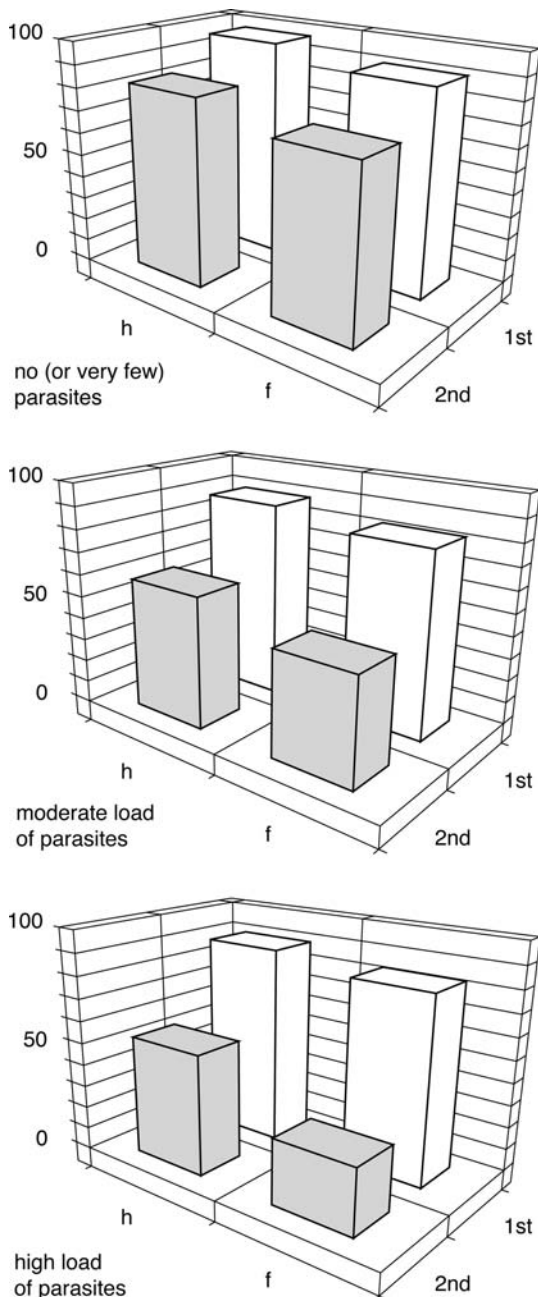 100
50
0
h
1st
no (or very few)
parasites
f
2nd
100
50
0
h
1st
moderate load
of parasites
f
2nd
100
50
0
h
1st
high load
of parasites
f
2nd